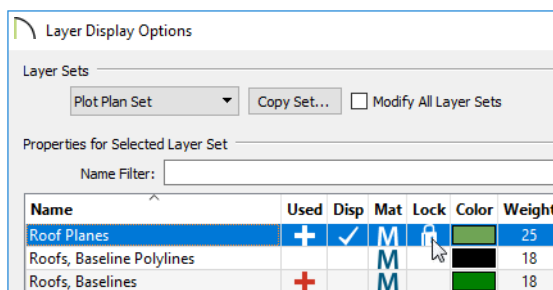 Layer Display Options
Layer Sets
Plot Plan Set Copy Set... Modify All Layer Sets
Properties for Selected Layer Set
Name Filter:
Name Used Disp Mat Lock Color Weight
Roof Planes M 25
Roofs, Baseline Polylines M 18
Roofs, Baselines M 18